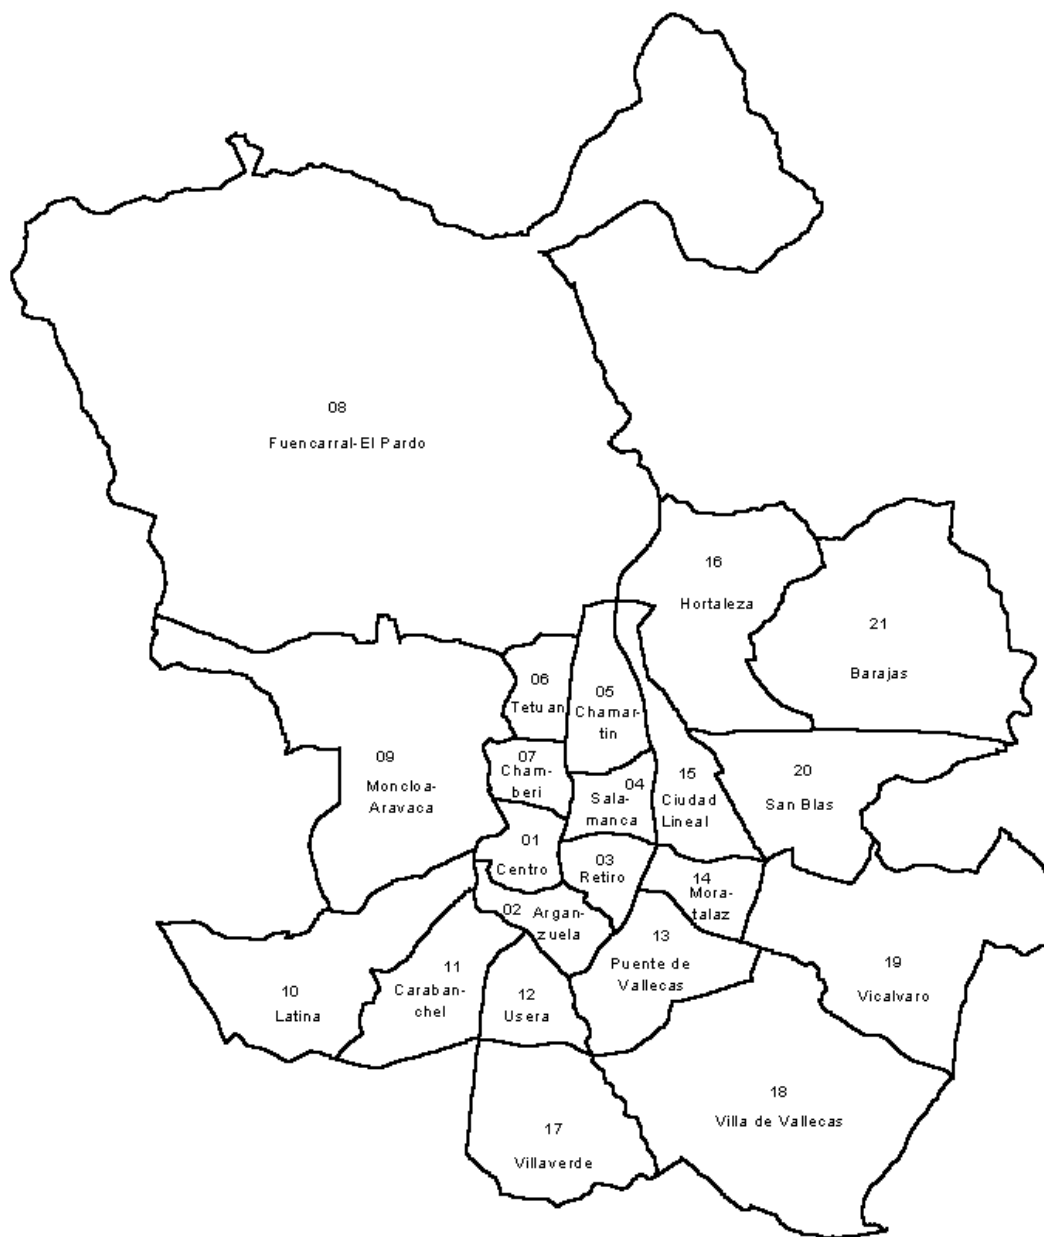 08
Fuencarral-El Pardo
16
Hortaleza
21
Barajas
06
Tetuan
05
Chamar-
tin
09
Moncloa-
Aravaca
07
Cham-
beri
04
Sala-
manca
15
Ciudad
Lineal
20
San Blas
01
Centro
03
Retiro
14
Mora-
talaz
02 Argan-
zuela
13
Puente de
Vallecas
19
Vicalvaro
10
Latina
11
Caraban-
chel
12
Usera
18
Villa de Vallecas
17
Villaverde